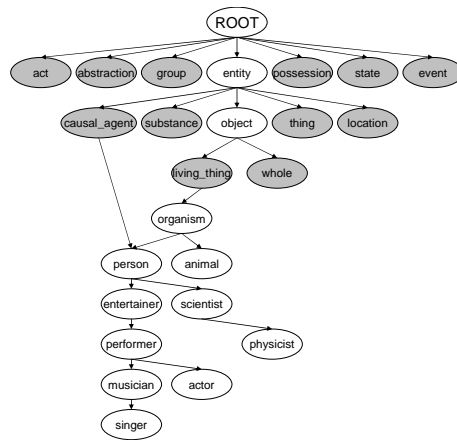 ROOT
act abstraction group entity possession state event
causal_agent substance object thing location
living_thing whole
organism
person animal
entertainer scientist
performer physicist
musician actor
singer